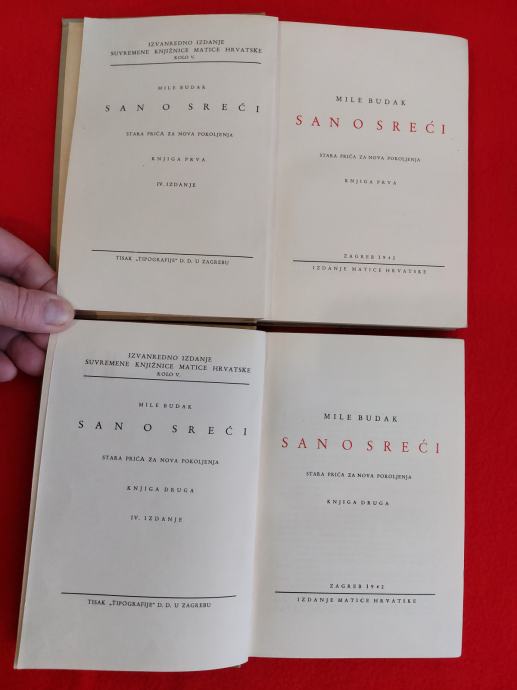 IZVANREDNO IZDANJE
SUVREMENE KNJIŽNICE MATICE HRVATSKE
KOLO V.
MILE BUDAK
SAN O SREĆI
STARA PRIČA ZA NOVA POKOLJENJA
KNJIGA PRVA
IV. IZDANJE
TISAK „TIPOGRAFIJE" D. D. U ZAGREBU
MILE BUDAK
SAN O SREĆI
STARA PRIČA ZA NOVA POKOLJENJA
KNJIGA PRVA
ZAGREB 1942
IZDANJE MATICE HRVATSKE
IZVANREDNO IZDANJE
SUVREMENE KNJIŽNICE MATICE HRVATSKE
KOLO V.
MILE BUDAK
SAN O SREĆI
STARA PRIČA ZA NOVA POKOLJENJA
KNJIGA DRUGA
IV. IZDANJE
TISAK „TIPOGRAFIJE" D. D. U ZAGREBU
MILE BUDAK
SAN O SREĆI
STARA PRIČA ZA NOVA POKOLJENJA
KNJIGA DRUGA
ZAGREB 1942
IZDANJE MATICE HRVATSKE